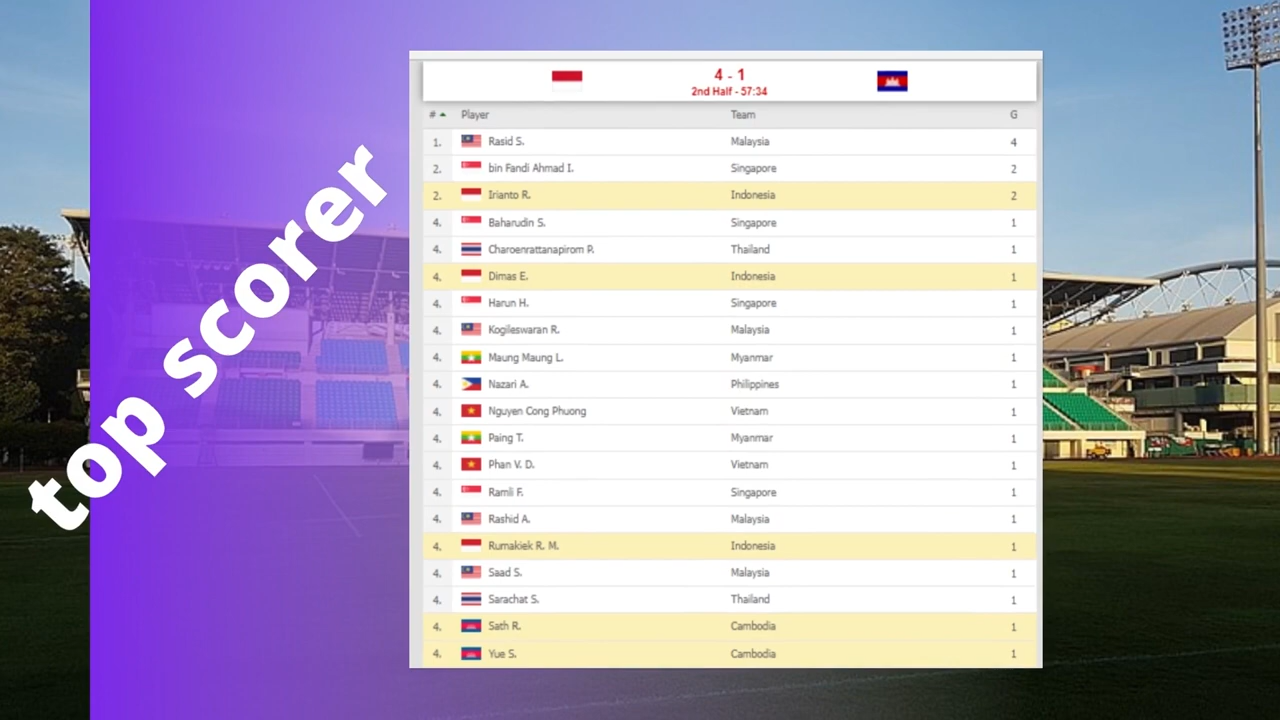 top scorer
4 - 1
2nd Half - 57:34
# Player Team G
1. Rasid S. Malaysia 4
2. bin Fandi Ahmad I. Singapore 2
2. Irianto R. Indonesia 2
4. Baharudin S. Singapore 1
4. Charoenrattanapirom P. Thailand 1
4. Dimas E. Indonesia 1
4. Harun H. Singapore 1
4. Kogileswaran R. Malaysia 1
4. Maung Maung L. Myanmar 1
4. Nazari A. Philippines 1
4. Nguyen Cong Phuong Vietnam 1
4. Paing T. Myanmar 1
4. Phan V. D. Vietnam 1
4. Ramli F. Singapore 1
4. Rashid A. Malaysia 1
4. Rumakiek R. M. Indonesia 1
4. Saad S. Malaysia 1
4. Sarachat S. Thailand 1
4. Sath R. Cambodia 1
4. Yue S. Cambodia 1